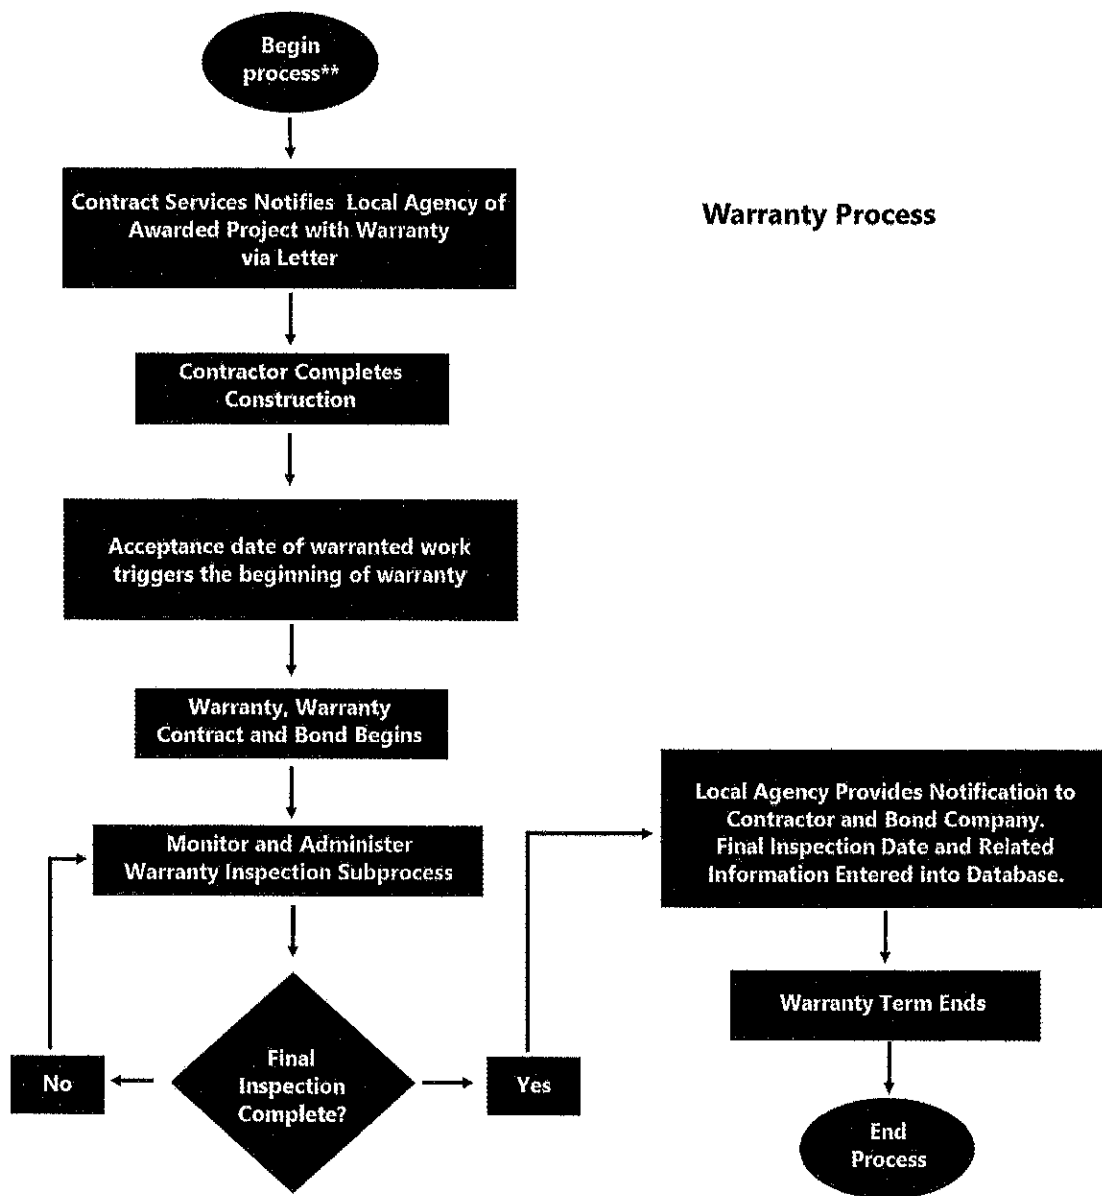 Begin
process**
Contract Services Notifies Local Agency of
Awarded Project with Warranty
via Letter
Warranty Process
Contractor Completes
Construction
Acceptance date of warranted work
triggers the beginning of warranty
Warranty, Warranty
Contract and Bond Begins
Monitor and Administer
Warranty Inspection Subprocess
Final
Inspection
Complete?
No
Yes
Local Agency Provides Notification to
Contractor and Bond Company.
Final Inspection Date and Related
Information Entered into Database.
Warranty Term Ends
End
Process